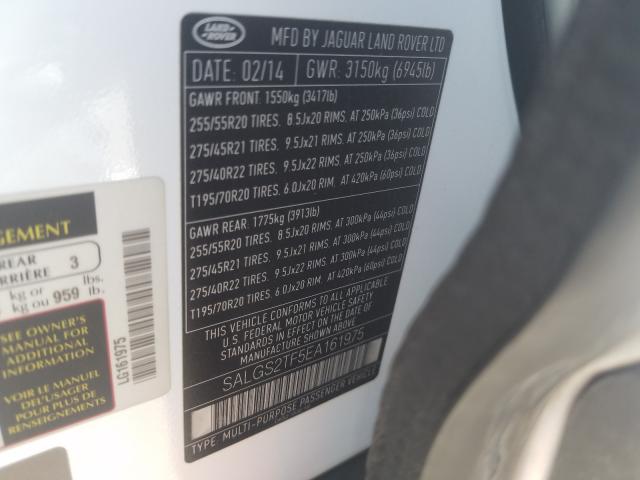 LAND ROVER
MFD BY JAGUAR LAND ROVER LTD
DATE: 02/14 GWR: 3150kg (6945lb)
GAWR FRONT: 1550kg (3417lb)
255/55R20 TIRES. 8.5Jx20 RIMS. AT 250kPa (36psi) COLD
275/45R21 TIRES. 9.5Jx21 RIMS. AT 250kPa (36psi) COLD
275/40R22 TIRES. 9.5Jx22 RIMS. AT 250kPa (36psi) COLD
T195/70R20 TIRES. 6.0Jx20 RIM. AT 420kPa (60psi) COLD
GAWR REAR: 1775kg (3913lb)
255/55R20 TIRES. 8.5Jx20 RIMS. AT 300kPa (44psi) COLD
275/45R21 TIRES. 9.5Jx21 RIMS. AT 300kPa (44psi) COLD
275/40R22 TIRES. 9.5Jx22 RIMS. AT 300kPa (44psi) COLD
T195/70R20 TIRES. 6.0Jx20 RIM. AT 420kPa (60psi) COLD
THIS VEHICLE CONFORMS TO ALL APPLICABLE
U.S. FEDERAL MOTOR VEHICLE SAFETY
STANDARDS IN EFFECT ON THE DATE OF
MANUFACTURE SHOWN ABOVE
SALGS2TF5EA161975
TYPE: MULTI-PURPOSE PASSENGER VEHICLE
GEMENT
REAR 3
ARRIÈRE
kg or lbs.
kg ou 959 lb.
SEE OWNER'S
MANUAL FOR
ADDITIONAL
INFORMATION
VOIR LE MANUEL
DE L'USAGER
POUR PLUS DE
RENSEIGNEMENTS
LG161975